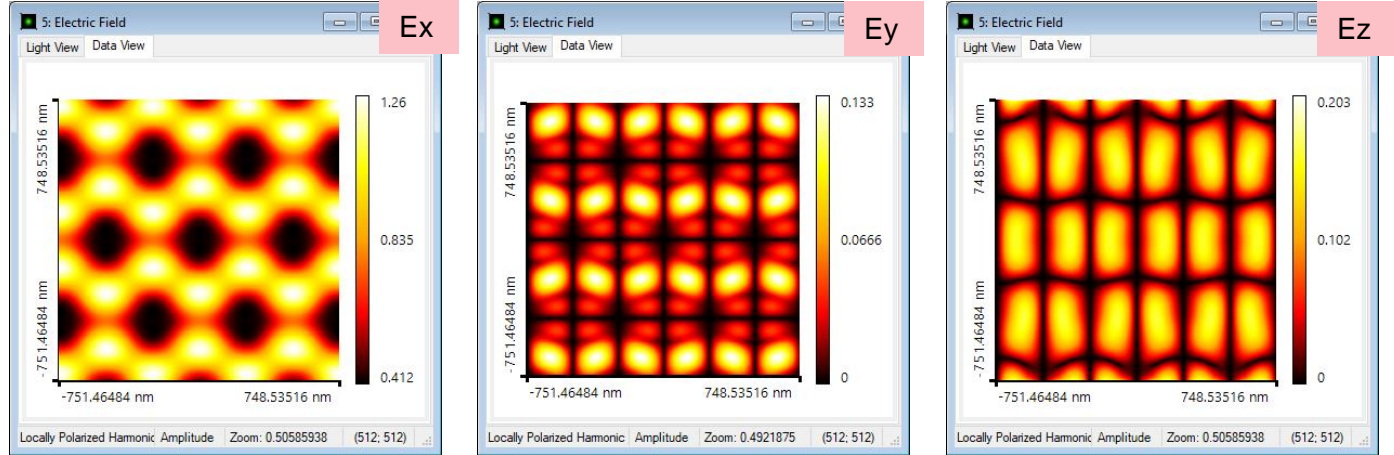 5: Electric Field
Ex
Light View Data View
1.26
0.835
0.412
748.53516 nm
-751.46484 nm
-751.46484 nm 748.53516 nm
Locally Polarized Harmonic Amplitude Zoom: 0.50585938 (512; 512)
5: Electric Field
Ey
Light View Data View
0.133
0.0666
0
748.53516 nm
-751.46484 nm
-751.46484 nm 748.53516 nm
Locally Polarized Harmonic Amplitude Zoom: 0.4921875 (512; 512)
5: Electric Field
Ez
Light View Data View
0.203
0.102
0
748.53516 nm
-751.46484 nm
-751.46484 nm 748.53516 nm
Locally Polarized Harmonic Amplitude Zoom: 0.50585938 (512; 512)